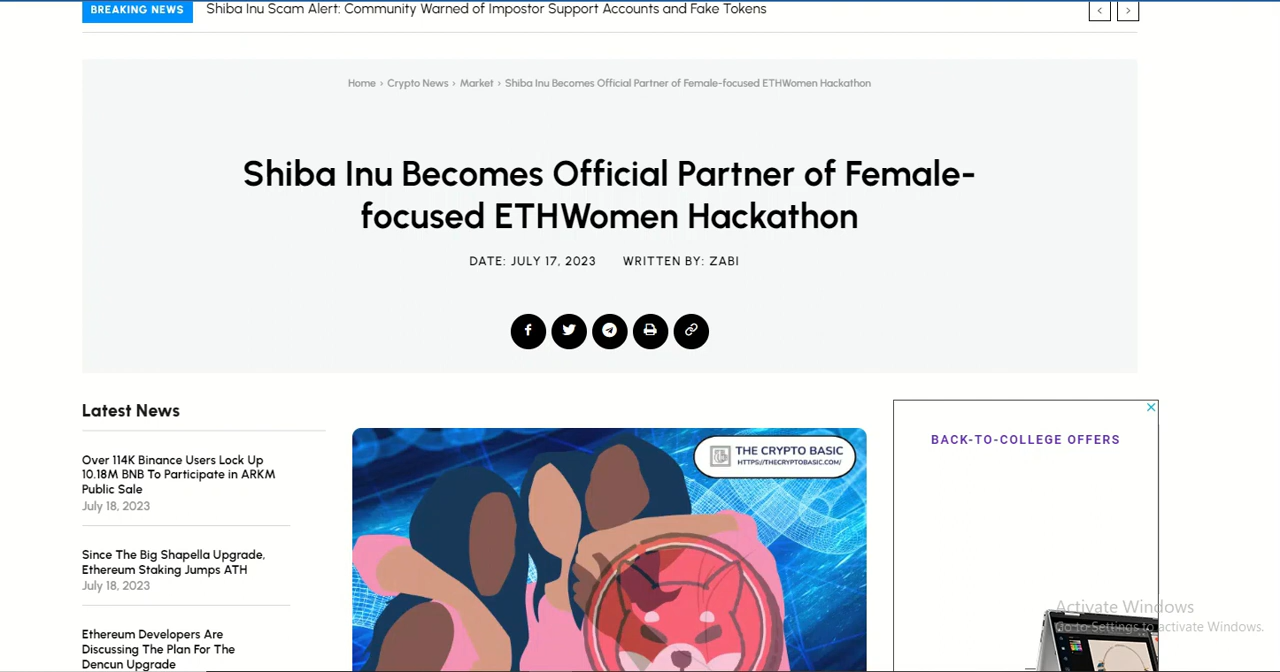 BREAKING NEWS
Shiba Inu Scam Alert: Community Warned of Impostor Support Accounts and Fake Tokens
Home › Crypto News › Market › Shiba Inu Becomes Official Partner of Female-focused ETHWomen Hackathon
Shiba Inu Becomes Official Partner of Female-
focused ETHWomen Hackathon
DATE: JULY 17, 2023 WRITTEN BY: ZABI
Latest News
Over 114K Binance Users Lock Up
10.18M BNB To Participate in ARKM
Public Sale
July 18, 2023
Since The Big Shapella Upgrade,
Ethereum Staking Jumps ATH
July 18, 2023
Ethereum Developers Are
Discussing The Plan For The
Dencun Upgrade
THE CRYPTO BASIC
HTTPS://THECRYPTOBASIC.COM/
BACK-TO-COLLEGE OFFERS
Activate Windows
Go to Settings to activate Windows.